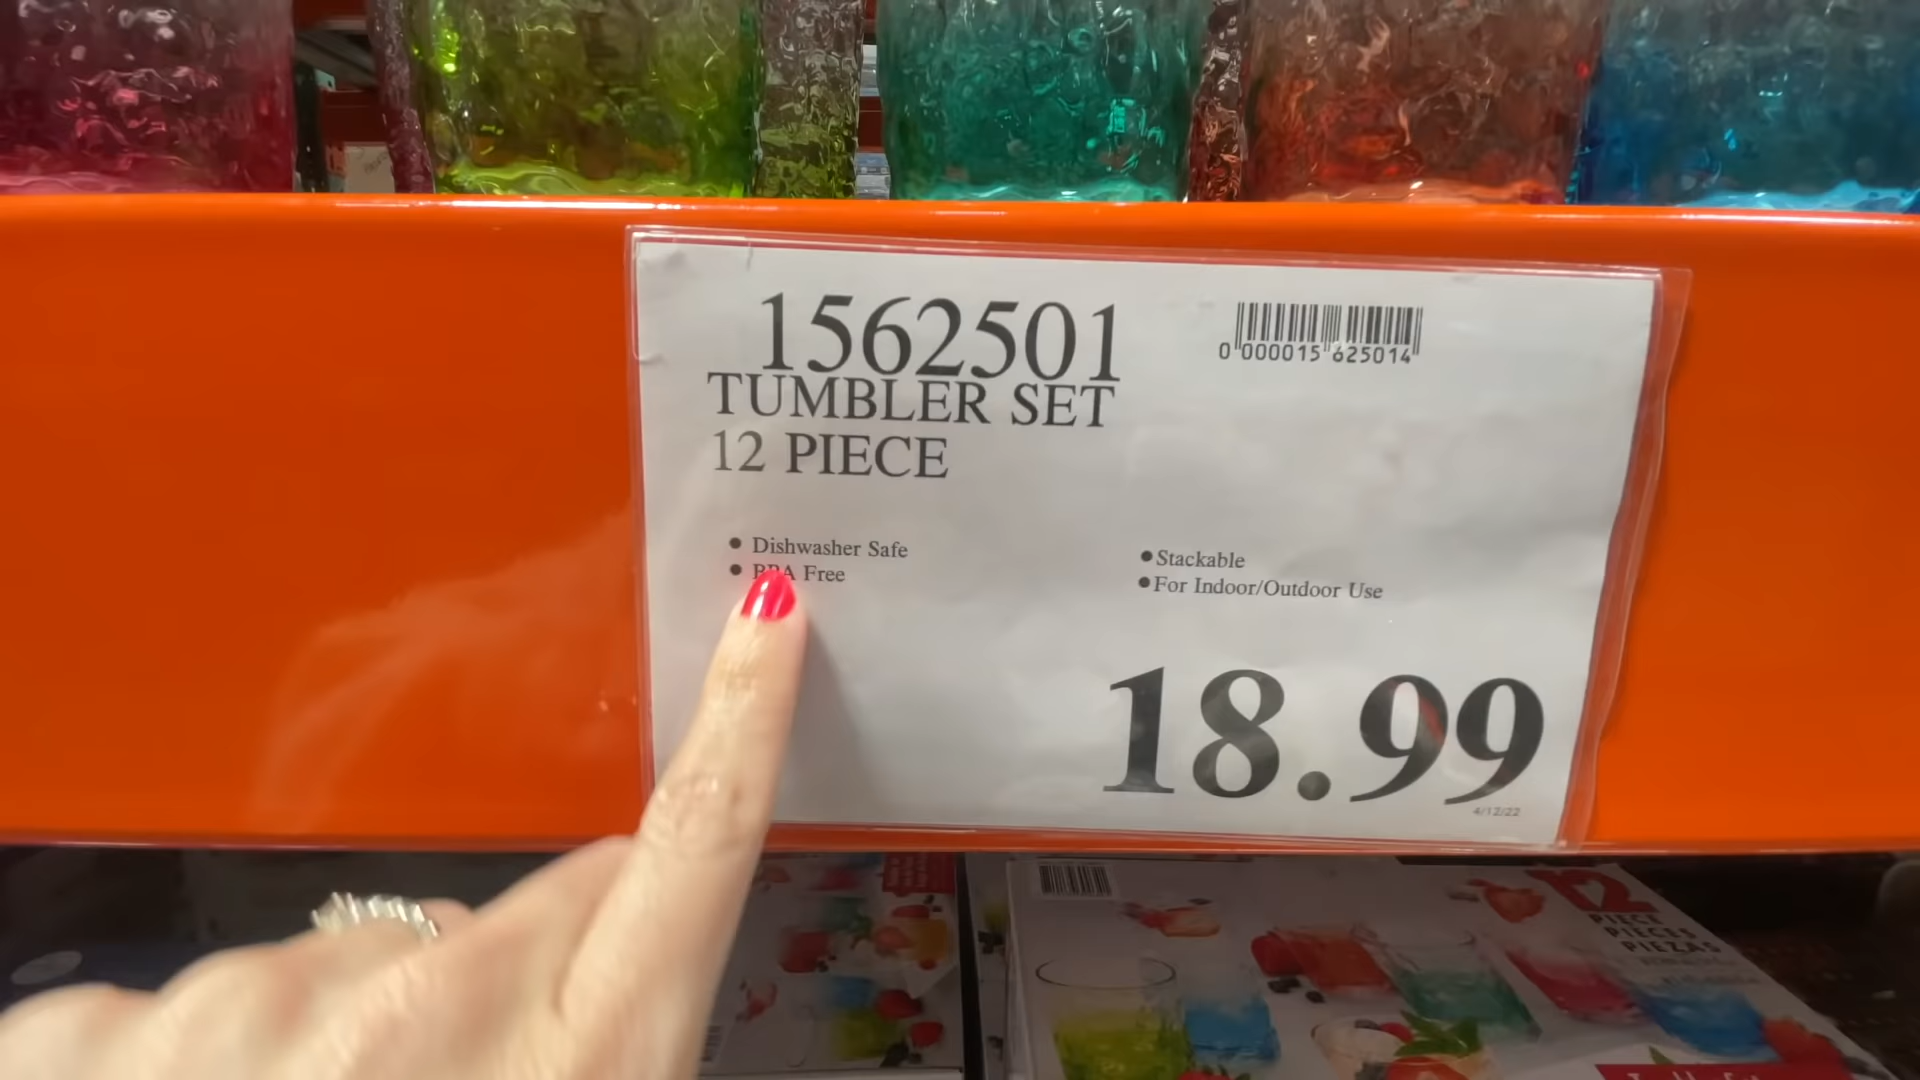 1562501
0 000015 625014
TUMBLER SET
12 PIECE
● Dishwasher Safe
● BPA Free
● Stackable
● For Indoor/Outdoor Use
18.99
4/12/22
12
PIECE
PIECES
PIEZAS